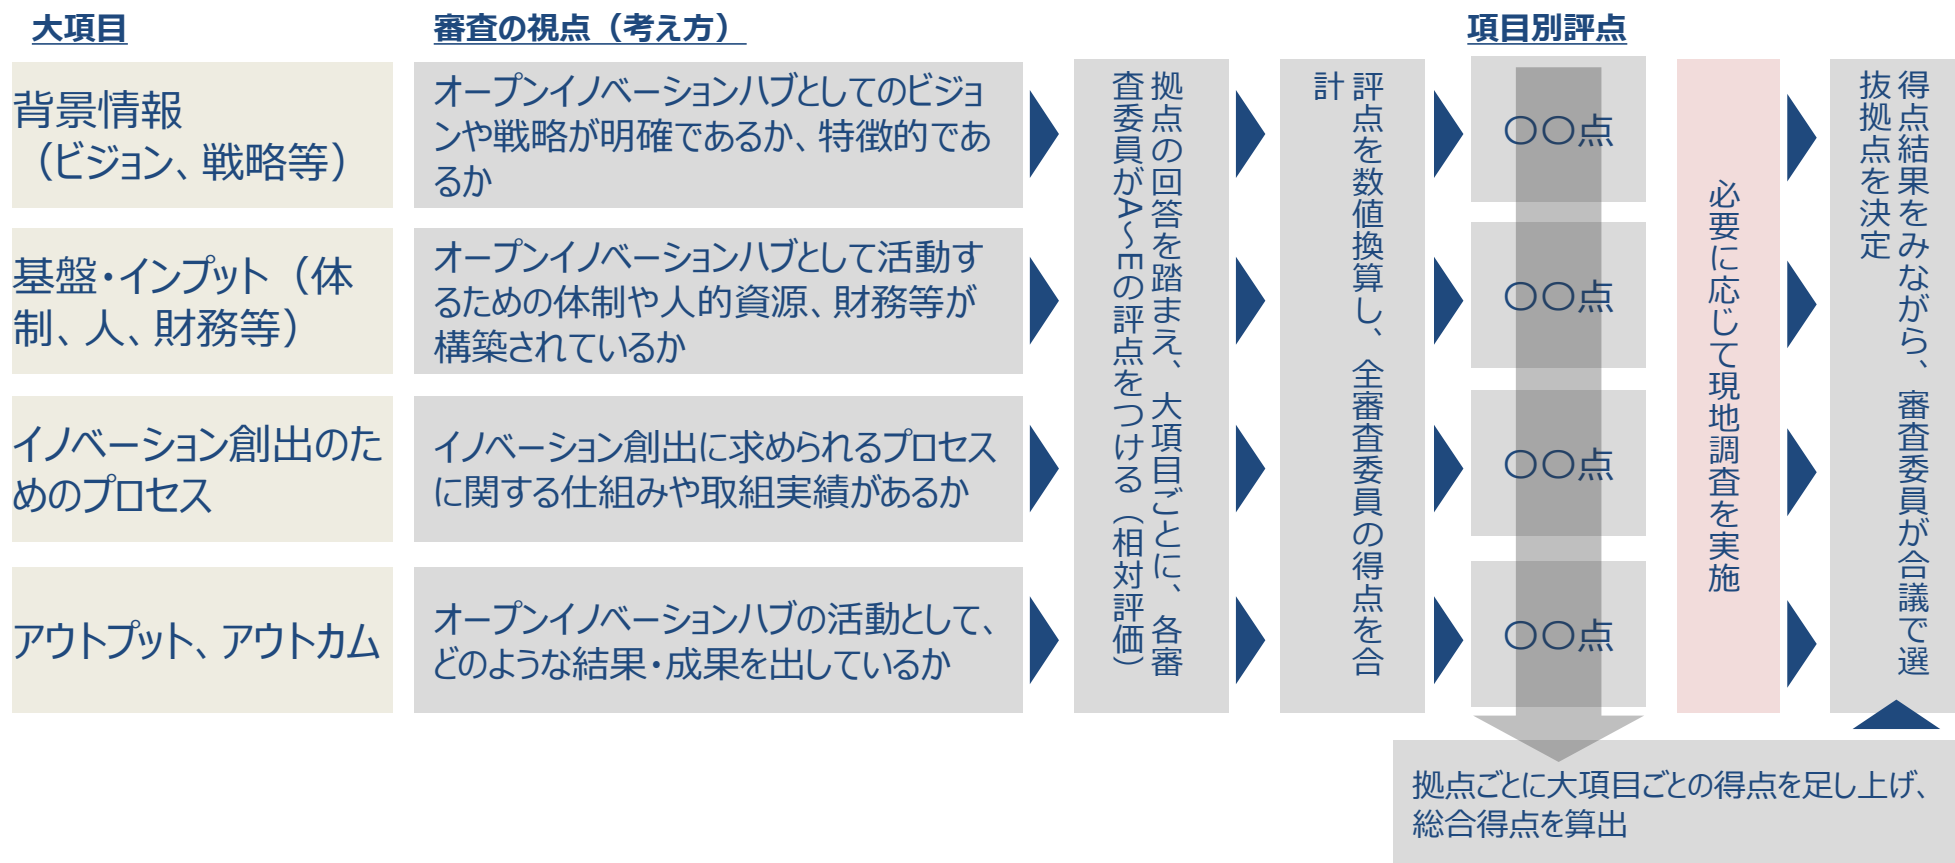 大項目
審査の視点（考え方）
項目別評点
背景情報
（ビジョン、戦略等）
オープンイノベーションハブとしてのビジョ
ンや戦略が明確であるか、特徴的であ
るか
基盤・インプット（体
制、人、財務等）
オープンイノベーションハブとして活動す
るための体制や人的資源、財務等が
構築されているか
イノベーション創出のた
めのプロセス
イノベーション創出に求められるプロセス
に関する仕組みや取組実績があるか
アウトプット、アウトカム
オープンイノベーションハブの活動として、
どのような結果・成果を出しているか
拠点の回答を踏まえ、大項目ごとに、各審
査委員がA～Eの評点をつける（相対評価）
評点を数値換算し、全審査委員の得点を合
計
〇〇点
〇〇点
〇〇点
〇〇点
必要に応じて現地調査を実施
得点結果をみながら、審査委員が合議で選
抜拠点を決定
拠点ごとに大項目ごとの得点を足し上げ、
総合得点を算出